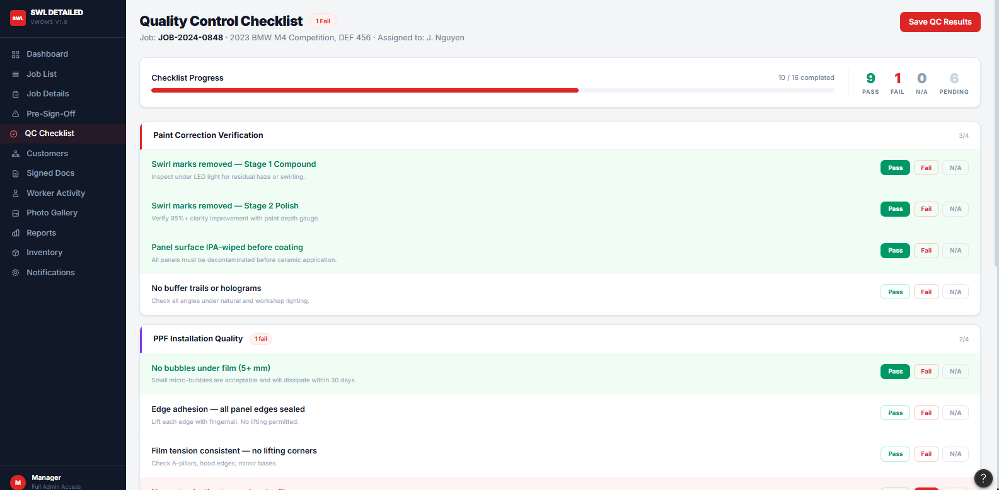 SWL
SWL DETAILED
VWOMS V1.0
Dashboard
Job List
Job Details
Pre-Sign-Off
QC Checklist
Customers
Signed Docs
Worker Activity
Photo Gallery
Reports
Inventory
Notifications
M
Manager
Full Admin Access
Quality Control Checklist
1 Fail
Save QC Results
Job: JOB-2024-0848 · 2023 BMW M4 Competition, DEF 456 · Assigned to: J. Nguyen
Checklist Progress
10 / 16 completed
9 1 0 6
PASS FAIL N/A PENDING
Paint Correction Verification
3/4
Swirl marks removed — Stage 1 Compound
Inspect under LED light for residual haze or swirling.
Pass Fail N/A
Swirl marks removed — Stage 2 Polish
Verify 95%+ clarity improvement with paint depth gauge.
Pass Fail N/A
Panel surface IPA-wiped before coating
All panels must be decontaminated before ceramic application.
Pass Fail N/A
No buffer trails or holograms
Check all angles under natural and workshop lighting.
Pass Fail N/A
PPF Installation Quality
1 fail
2/4
No bubbles under film (5+ mm)
Small micro-bubbles are acceptable and will dissipate within 30 days.
Pass Fail N/A
Edge adhesion — all panel edges sealed
Lift each edge with fingernail. No lifting permitted.
Pass Fail N/A
Film tension consistent — no lifting corners
Check A-pillars, hood edges, mirror bases.
Pass Fail N/A
?